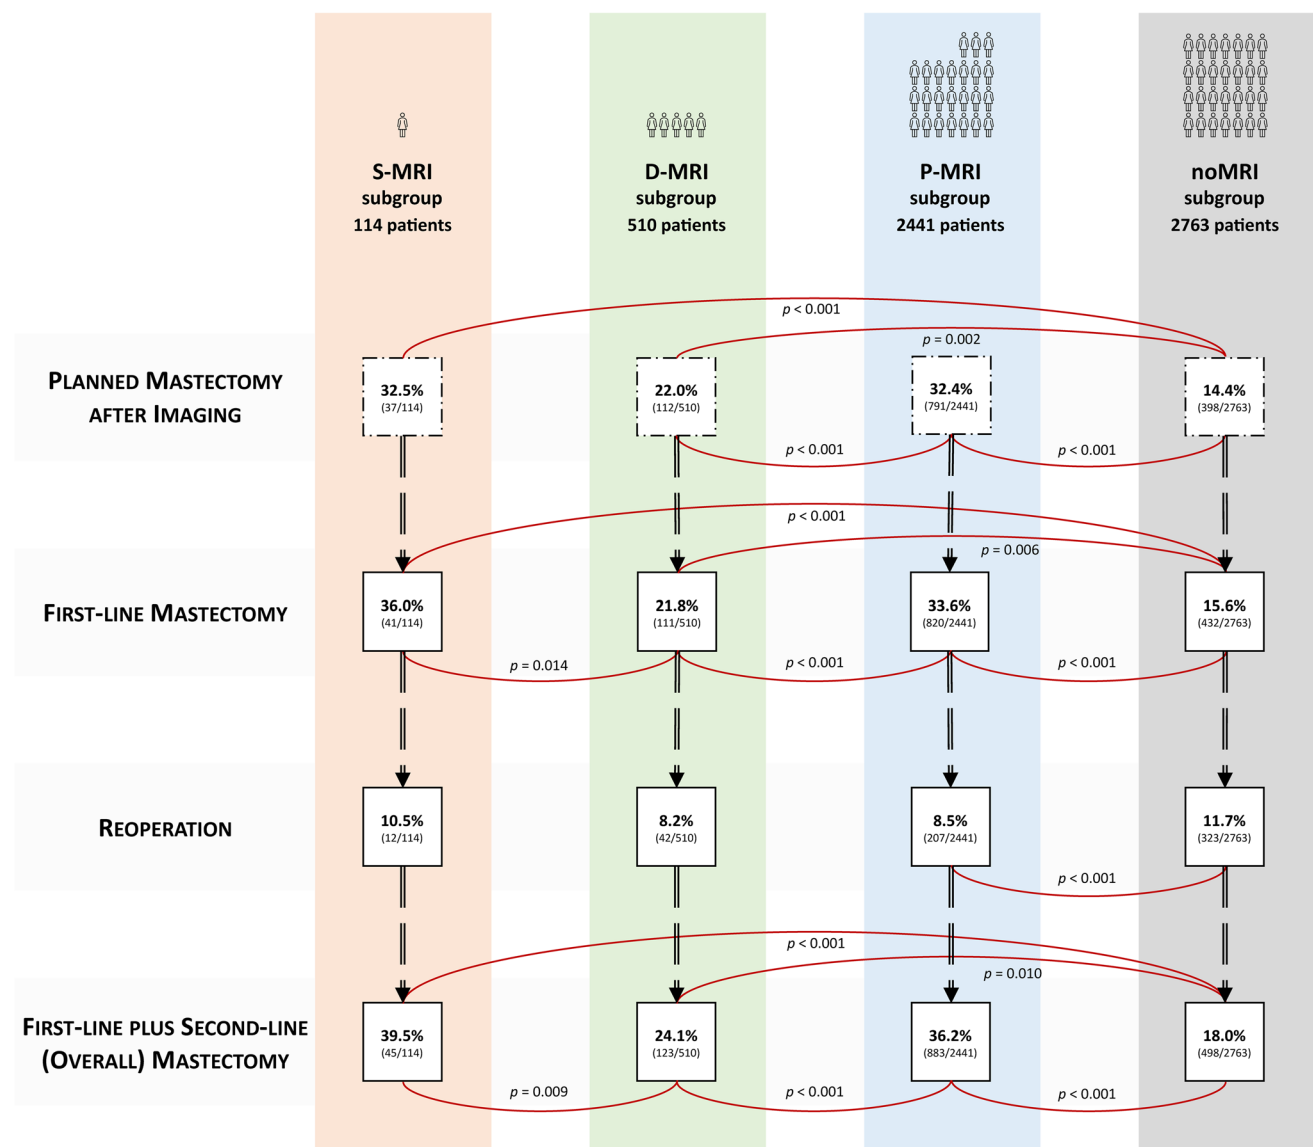 S-MRI
subgroup
114 patients
D-MRI
subgroup
510 patients
P-MRI
subgroup
2441 patients
noMRI
subgroup
2763 patients
p < 0.001
p = 0.002
PLANNED MASTECTOMY
AFTER IMAGING
32.5%
(37/114)
22.0%
(112/510)
32.4%
(791/2441)
14.4%
(398/2763)
p < 0.001
p < 0.001
p < 0.001
p = 0.006
FIRST-LINE MASTECTOMY
36.0%
(41/114)
21.8%
(111/510)
33.6%
(820/2441)
15.6%
(432/2763)
p = 0.014
p < 0.001
p < 0.001
REOPERATION
10.5%
(12/114)
8.2%
(42/510)
8.5%
(207/2441)
11.7%
(323/2763)
p < 0.001
p < 0.001
p = 0.010
FIRST-LINE PLUS SECOND-LINE
(OVERALL) MASTECTOMY
39.5%
(45/114)
24.1%
(123/510)
36.2%
(883/2441)
18.0%
(498/2763)
p = 0.009
p < 0.001
p < 0.001